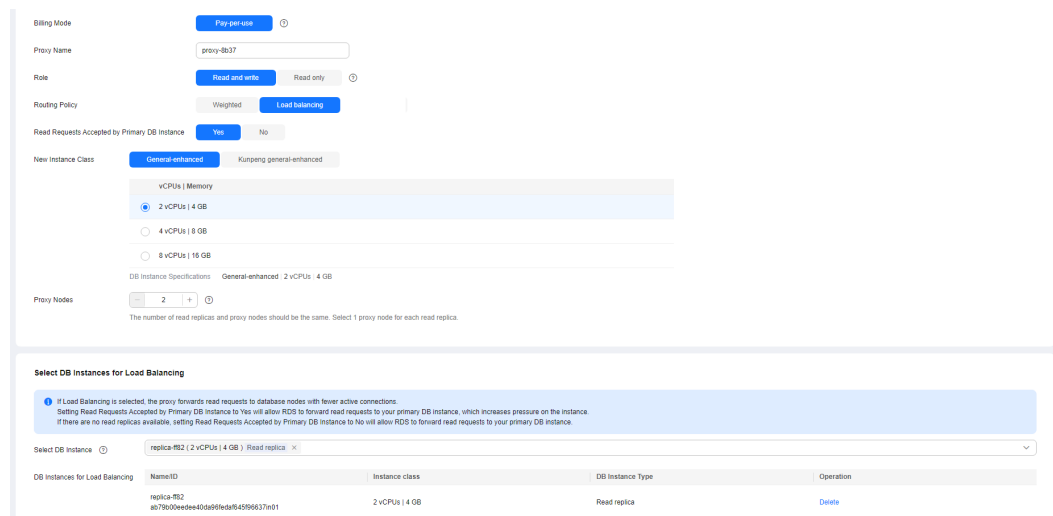 Billing Mode Pay-per-use ?
Proxy Name proxy-8b37
Role Read and write Read only ?
Routing Policy Weighted Load balancing
Read Requests Accepted by Primary DB Instance Yes No
New Instance Class General-enhanced Kunpeng general-enhanced
vCPUs | Memory
2 vCPUs | 4 GB
4 vCPUs | 8 GB
8 vCPUs | 16 GB
DB Instance Specifications General-enhanced | 2 vCPUs | 4 GB
Proxy Nodes − 2 + ?
The number of read replicas and proxy nodes should be the same. Select 1 proxy node for each read replica.
Select DB Instances for Load Balancing
If Load Balancing is selected, the proxy forwards read requests to database nodes with fewer active connections.
Setting Read Requests Accepted by Primary DB Instance to Yes will allow RDS to forward read requests to your primary DB instance, which increases pressure on the instance.
If there are no read replicas available, setting Read Requests Accepted by Primary DB Instance to No will allow RDS to forward read requests to your primary DB instance.
Select DB Instance ? replica-ff82 ( 2 vCPUs | 4 GB ) Read replica ×
DB Instances for Load Balancing Name/ID Instance class DB Instance Type Operation
replica-ff82
ab79b00eedee40da96fedaf645f96637in01 2 vCPUs | 4 GB Read replica Delete